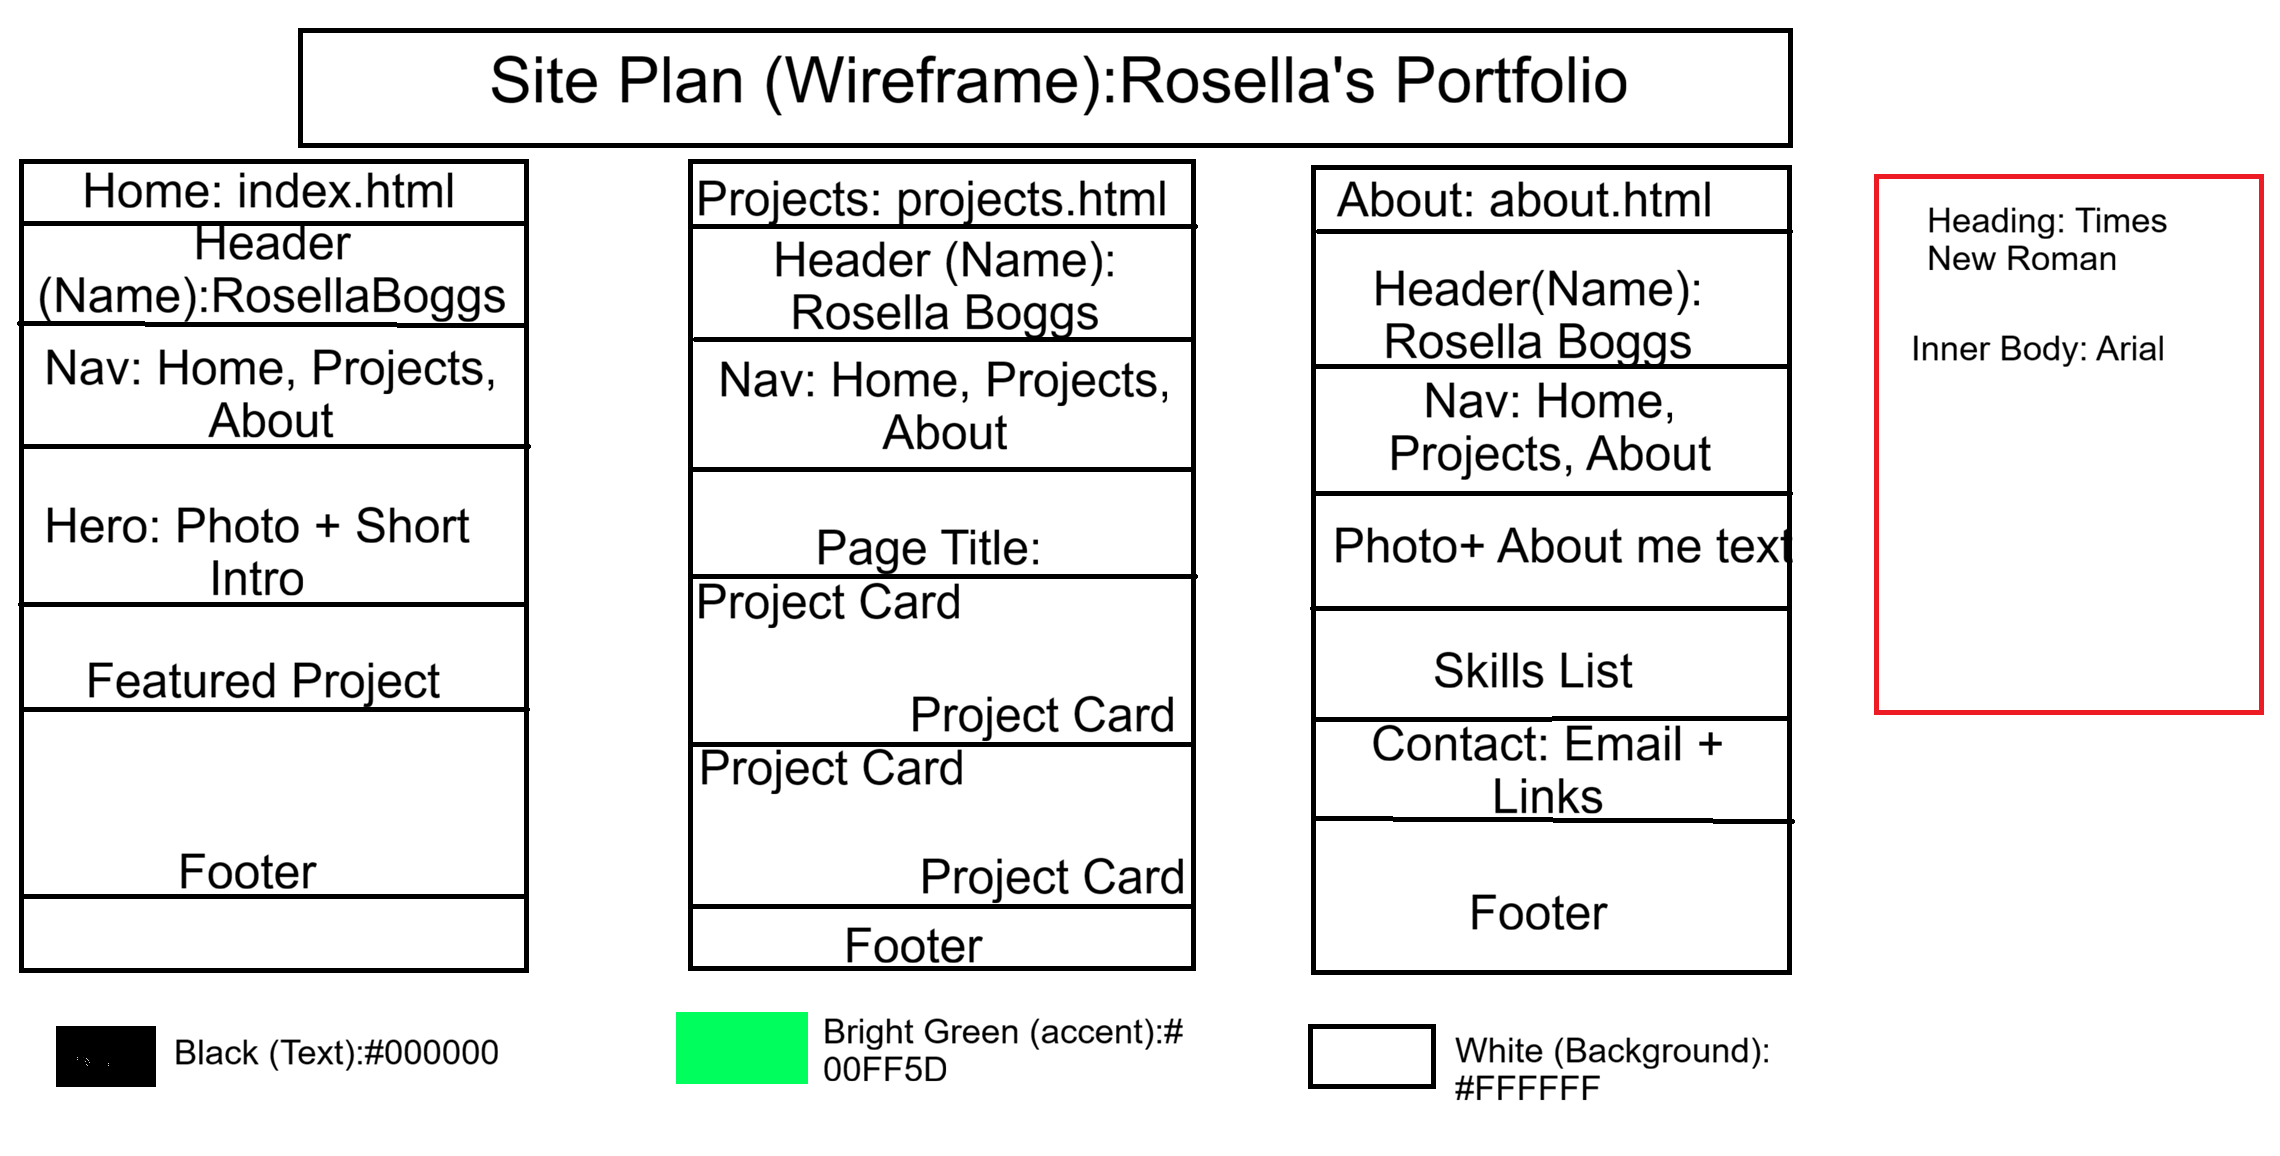 Site Plan (Wireframe):Rosella's Portfolio
Home: index.html
Header
(Name):RosellaBoggs
Nav: Home, Projects,
About
Hero: Photo + Short
Intro
Featured Project
Footer
Projects: projects.html
Header (Name):
Rosella Boggs
Nav: Home, Projects,
About
Page Title:
Project Card
Project Card
Project Card
Project Card
Footer
About: about.html
Header(Name):
Rosella Boggs
Nav: Home,
Projects, About
Photo+ About me text
Skills List
Contact: Email +
Links
Footer
Heading: Times
New Roman
Inner Body: Arial
Black (Text):#000000
Bright Green (accent):#
00FF5D
White (Background):
#FFFFFF